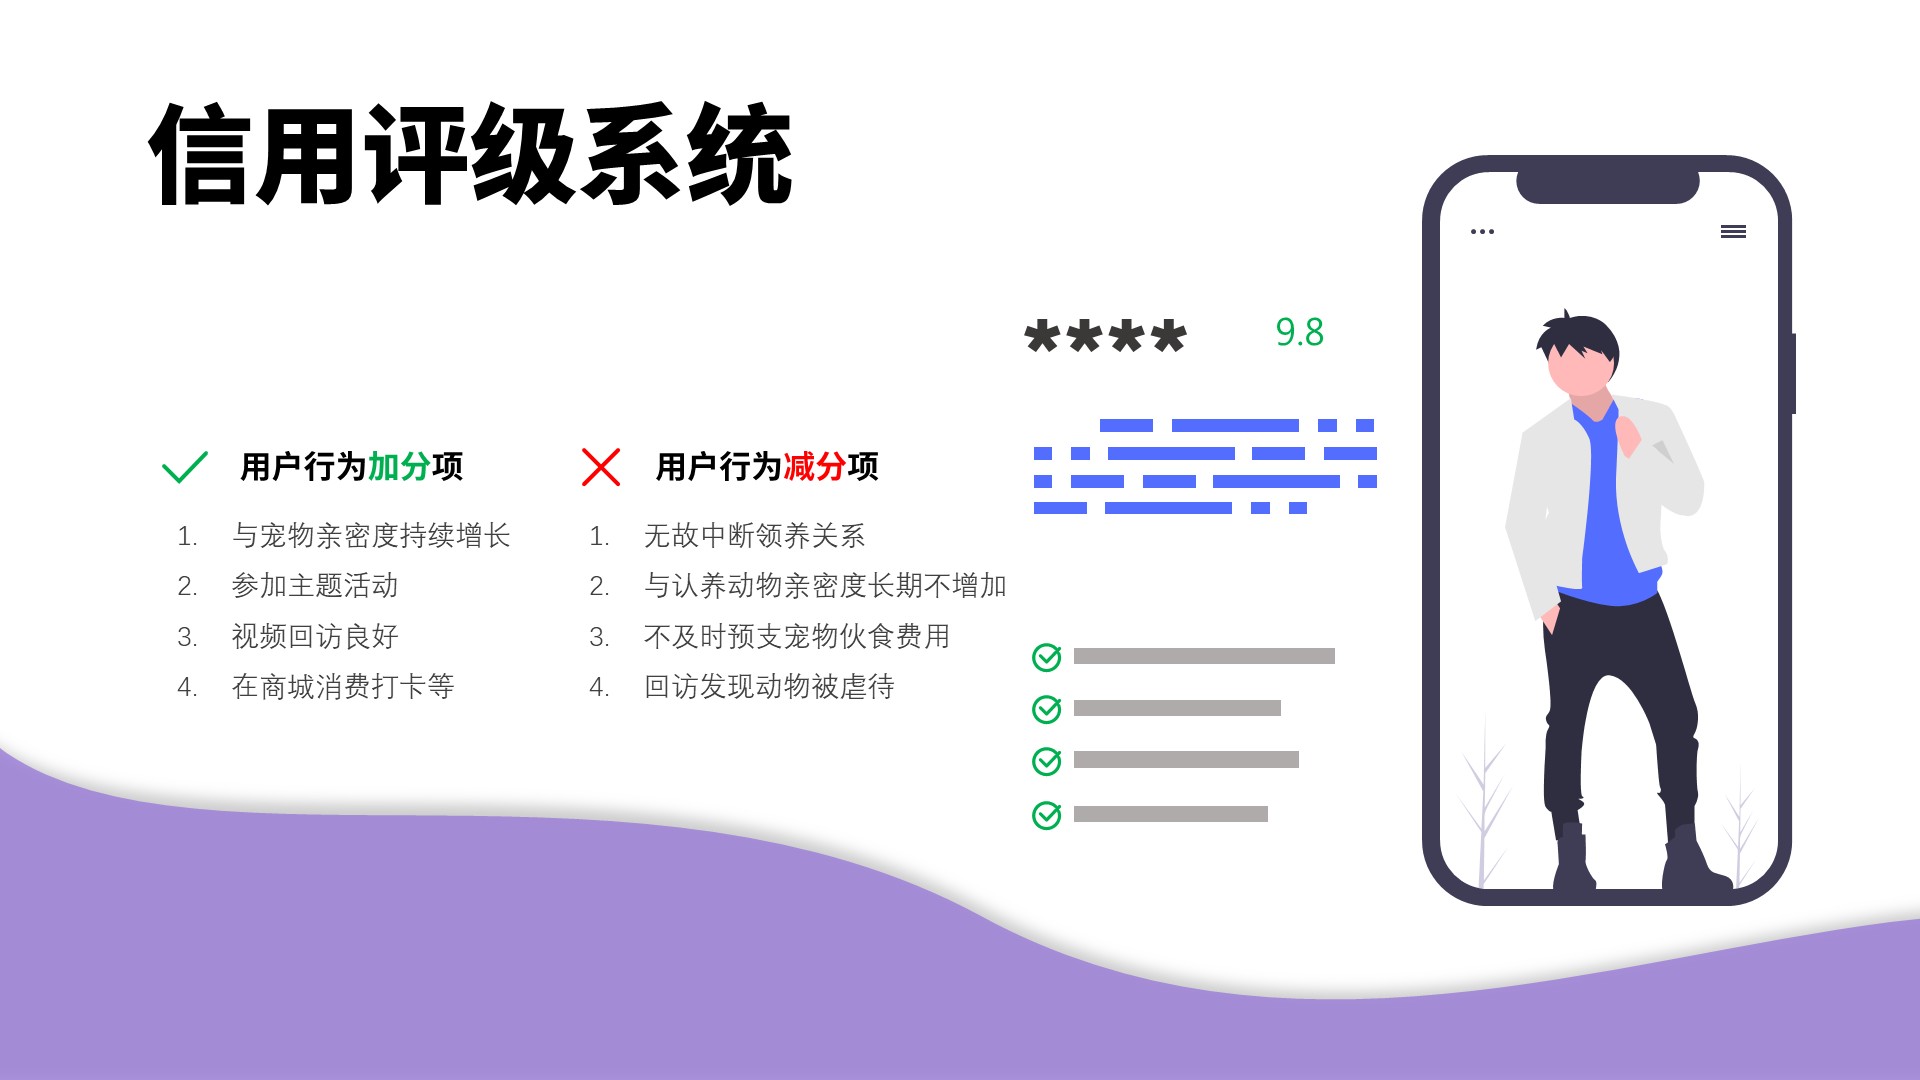 信用评级系统
**** 9.8
用户行为加分项
1. 与宠物亲密度持续增长
2. 参加主题活动
3. 视频回访良好
4. 在商城消费打卡等
用户行为减分项
1. 无故中断领养关系
2. 与认养动物亲密度长期不增加
3. 不及时预支宠物伙食费用
4. 回访发现动物被虐待